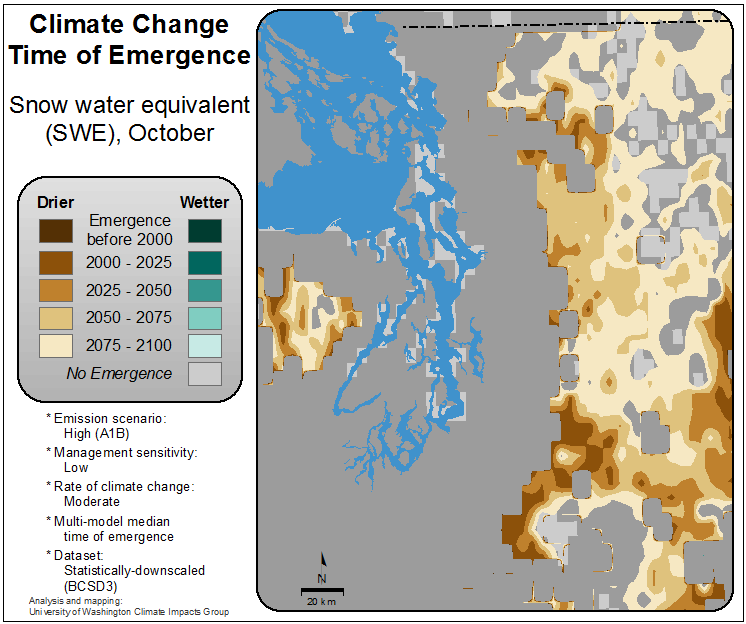 Climate Change
Time of Emergence
Snow water equivalent
(SWE), October
Drier
Wetter
Emergence
before 2000
2000 - 2025
2025 - 2050
2050 - 2075
2075 - 2100
No Emergence
* Emission scenario:
High (A1B)
* Management sensitivity:
Low
* Rate of climate change:
Moderate
* Multi-model median
time of emergence
* Dataset:
Statistically-downscaled
(BCSD3)
Analysis and mapping:
University of Washington Climate Impacts Group
N
20 km